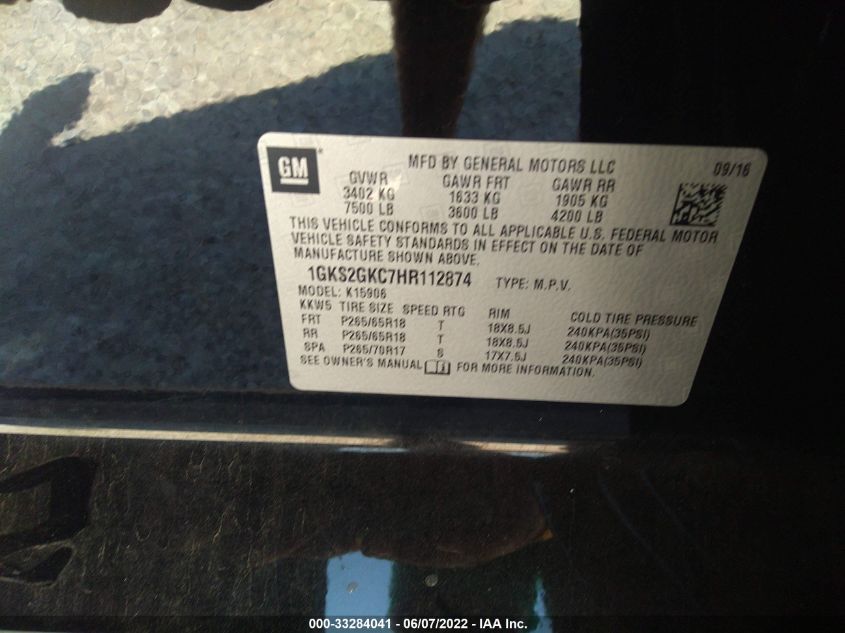 GM
MFD BY GENERAL MOTORS LLC 09/16
GVWR GAWR FRT GAWR RR
3402 KG 1633 KG 1905 KG
7500 LB 3600 LB 4200 LB
THIS VEHICLE CONFORMS TO ALL APPLICABLE U.S. FEDERAL MOTOR
VEHICLE SAFETY STANDARDS IN EFFECT ON THE DATE OF
MANUFACTURE SHOWN ABOVE.
1GKS2GKC7HR112874 TYPE: M.P.V.
MODEL: K15906
KKW5 TIRE SIZE SPEED RTG RIM COLD TIRE PRESSURE
FRT P265/65R18 T 18X8.5J 240KPA(35PSI)
RR P265/65R18 T 18X8.5J 240KPA(35PSI)
SPA P265/70R17 S 17X7.5J 240KPA(35PSI)
SEE OWNER'S MANUAL FOR MORE INFORMATION.
000-33284041 - 06/07/2022 - IAA Inc.